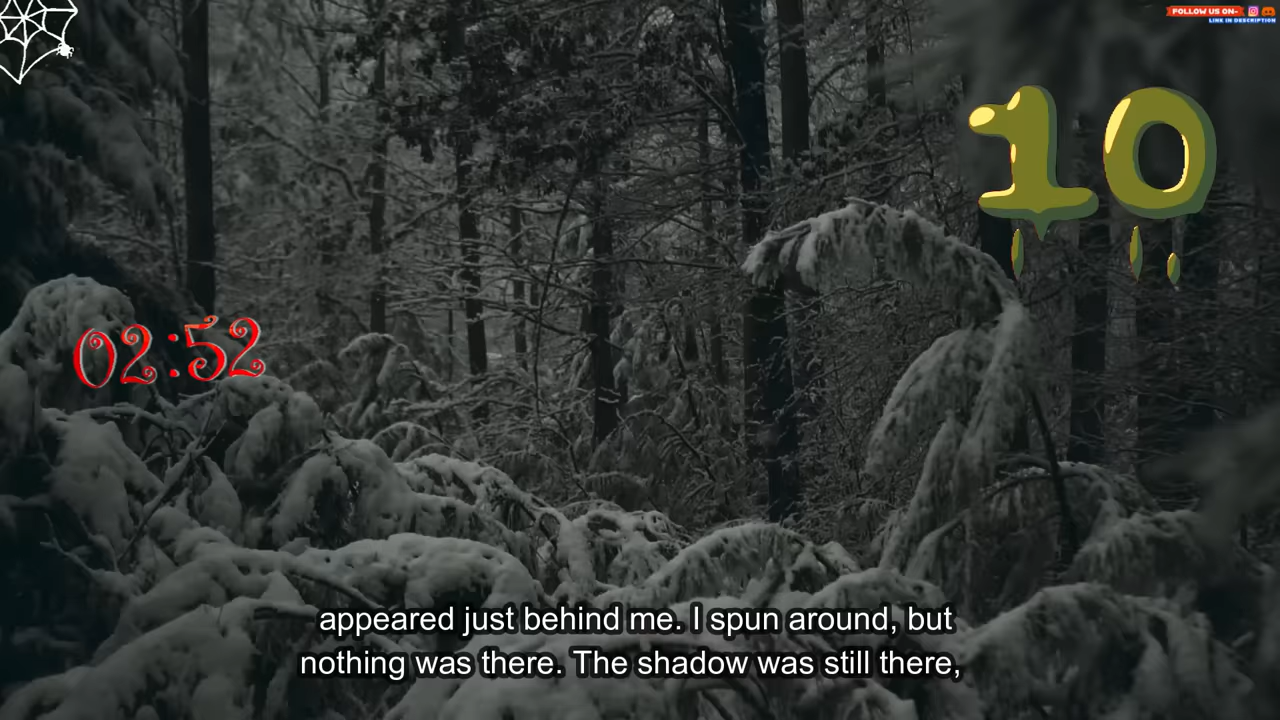 FOLLOW US ON-
LINK IN DESCRIPTION
10
02:52
appeared just behind me. I spun around, but
nothing was there. The shadow was still there,